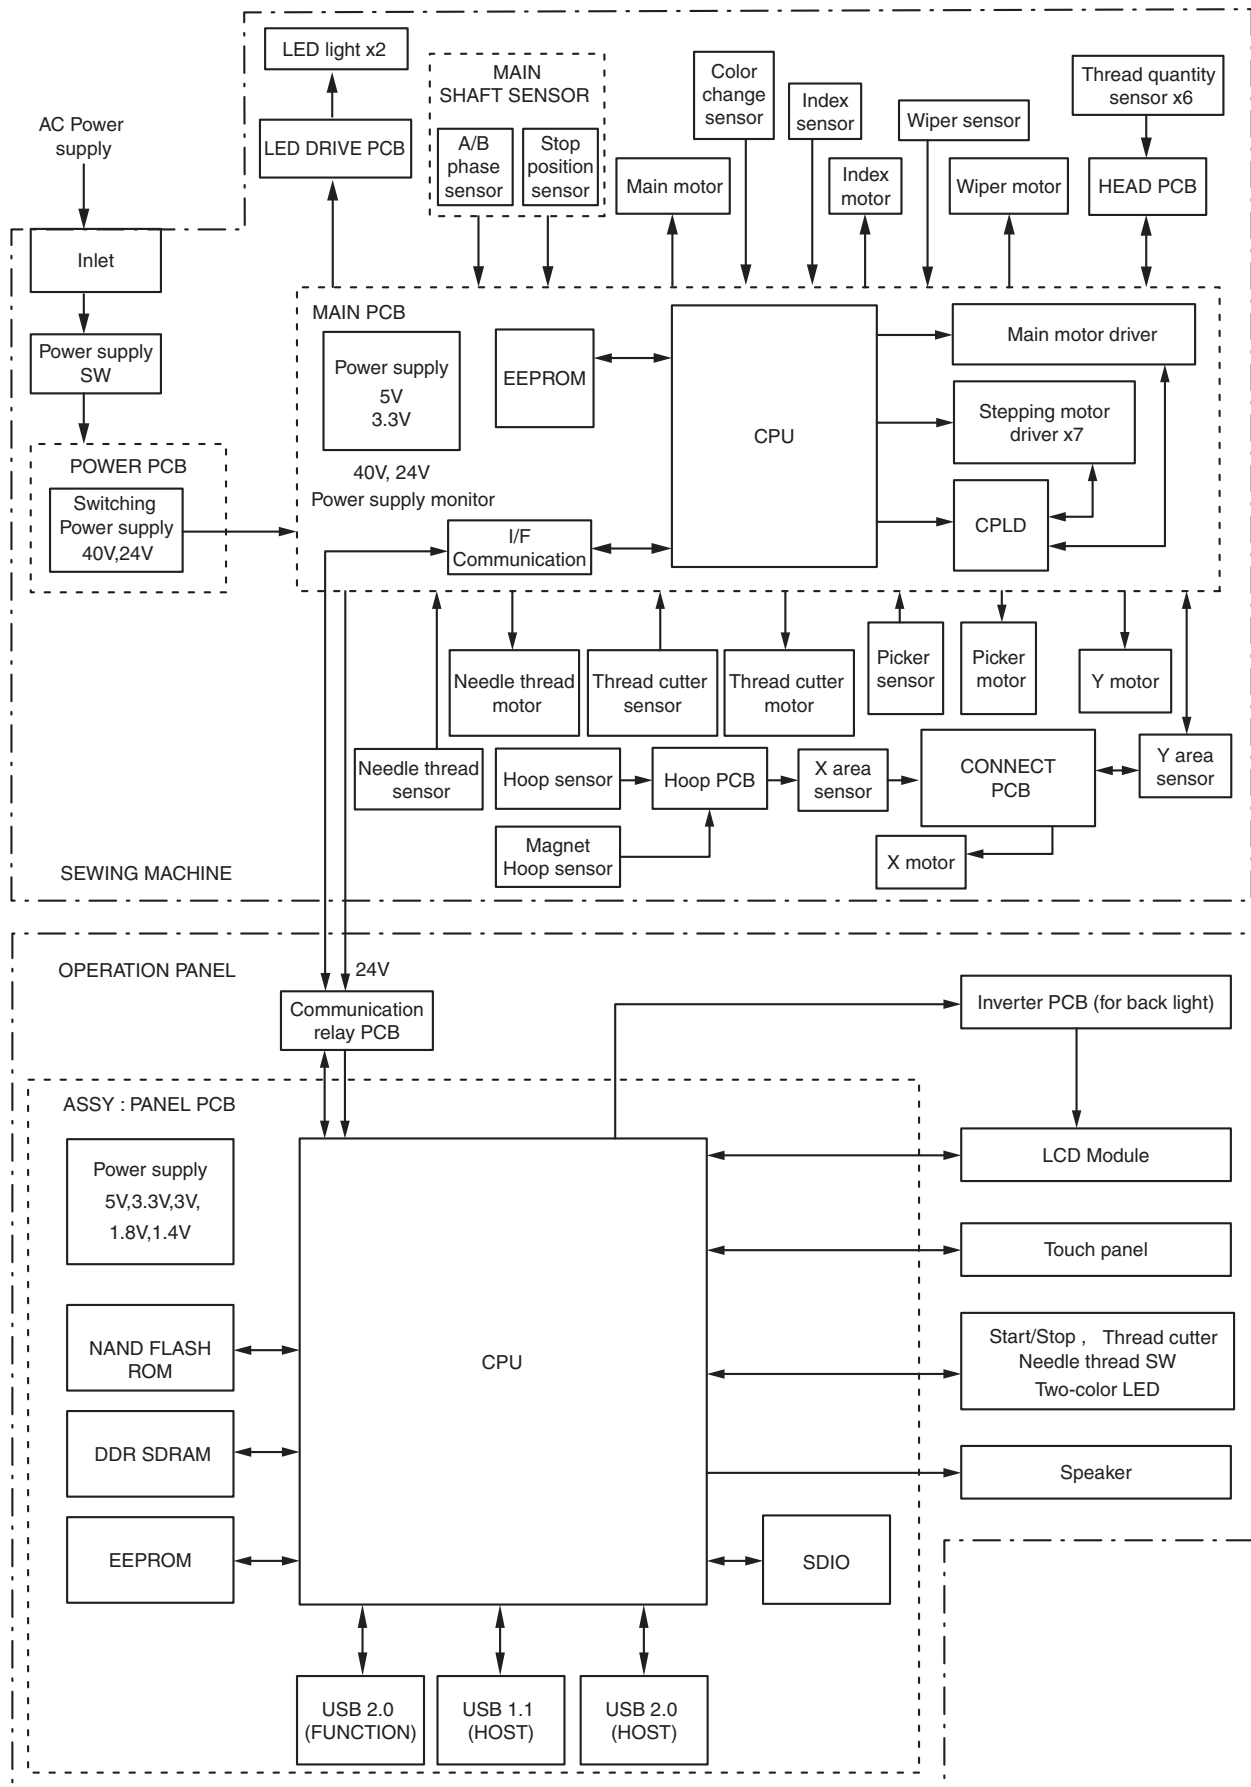 LED light x2
MAIN
SHAFT SENSOR
Color
change
sensor
Index
sensor
Wiper sensor
Thread quantity
sensor x6
AC Power
supply
LED DRIVE PCB
A/B
phase
sensor
Stop
position
sensor
Main motor
Index
motor
Wiper motor
HEAD PCB
Inlet
MAIN PCB
Power supply
SW
Power supply
5V
3.3V
EEPROM
CPU
Main motor driver
Stepping motor
driver x7
CPLD
40V, 24V
Power supply monitor
POWER PCB
Switching
Power supply
40V,24V
I/F
Communication
Needle thread
motor
Thread cutter
sensor
Thread cutter
motor
Picker
sensor
Picker
motor
Y motor
Needle thread
sensor
Hoop sensor
Hoop PCB
X area
sensor
CONNECT
PCB
Y area
sensor
Magnet
Hoop sensor
X motor
SEWING MACHINE
OPERATION PANEL
24V
Communication
relay PCB
Inverter PCB (for back light)
ASSY : PANEL PCB
Power supply
5V,3.3V,3V,
1.8V,1.4V
LCD Module
Touch panel
NAND FLASH
ROM
CPU
Start/Stop , Thread cutter
Needle thread SW
Two-color LED
DDR SDRAM
Speaker
EEPROM
SDIO
USB 2.0
(FUNCTION)
USB 1.1
(HOST)
USB 2.0
(HOST)